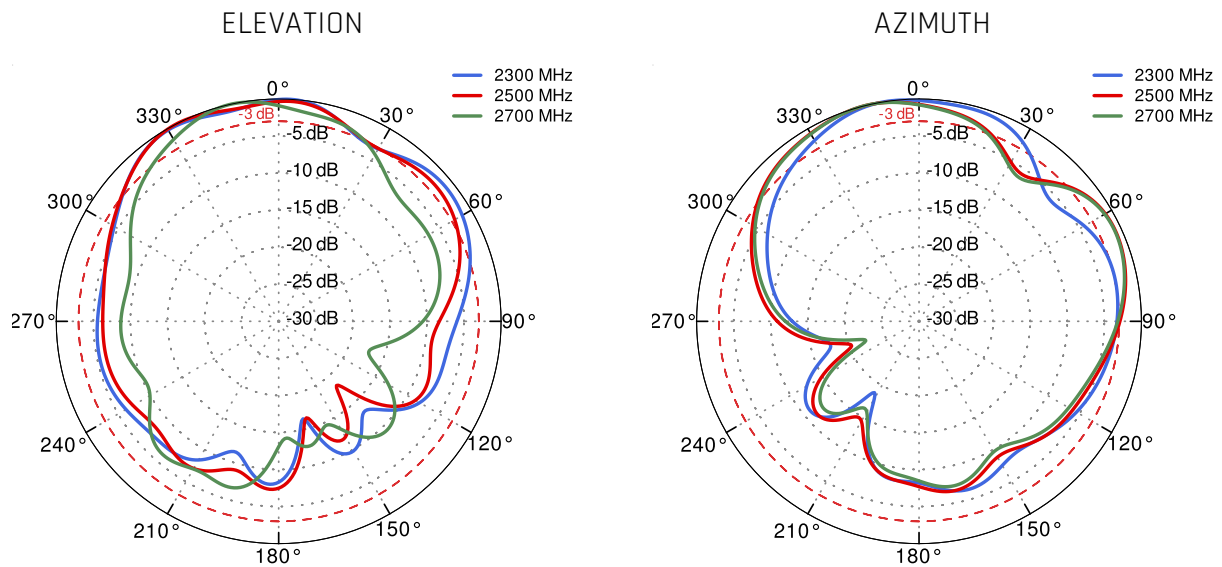 ELEVATION
2300 MHz
2500 MHz
2700 MHz
0°
30°
60°
90°
120°
150°
180°
210°
240°
270°
300°
330°
-3 dB
-5 dB
-10 dB
-15 dB
-20 dB
-25 dB
-30 dB
AZIMUTH
2300 MHz
2500 MHz
2700 MHz
0°
30°
60°
90°
120°
150°
180°
210°
240°
270°
300°
330°
-3 dB
-5 dB
-10 dB
-15 dB
-20 dB
-25 dB
-30 dB